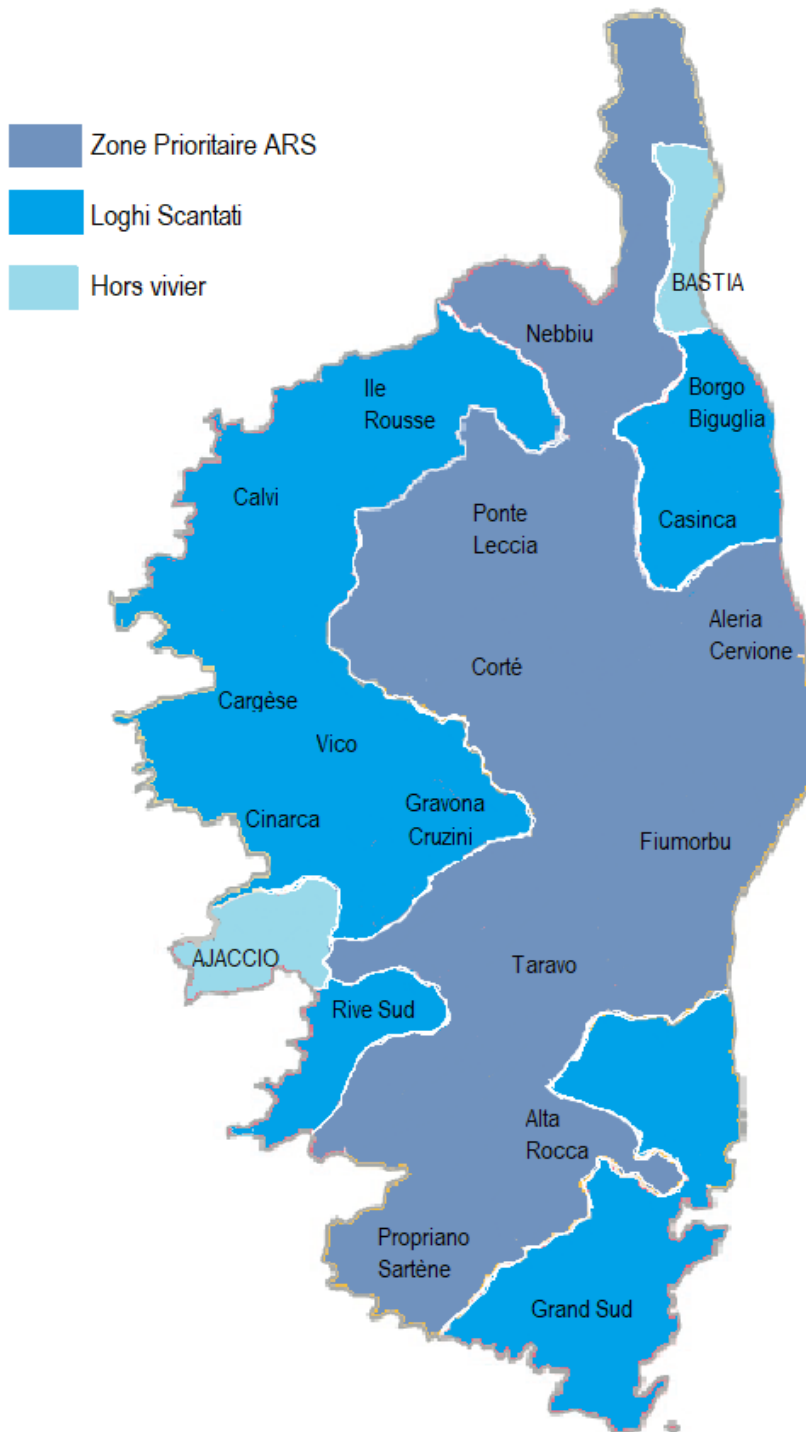 Zone Prioritaire ARS
Loghi Scantati
Hors vivier
BASTIA
Nebbiu
Ile
Rousse
Borgo
Biguglia
Calvi
Ponte
Leccia
Casinca
Aleria
Cervione
Corté
Cargèse
Vico
Gravona
Cruzini
Cinarca
Fiumorbu
AJACCIO
Taravo
Rive Sud
Alta
Rocca
Propriano
Sartène
Grand Sud